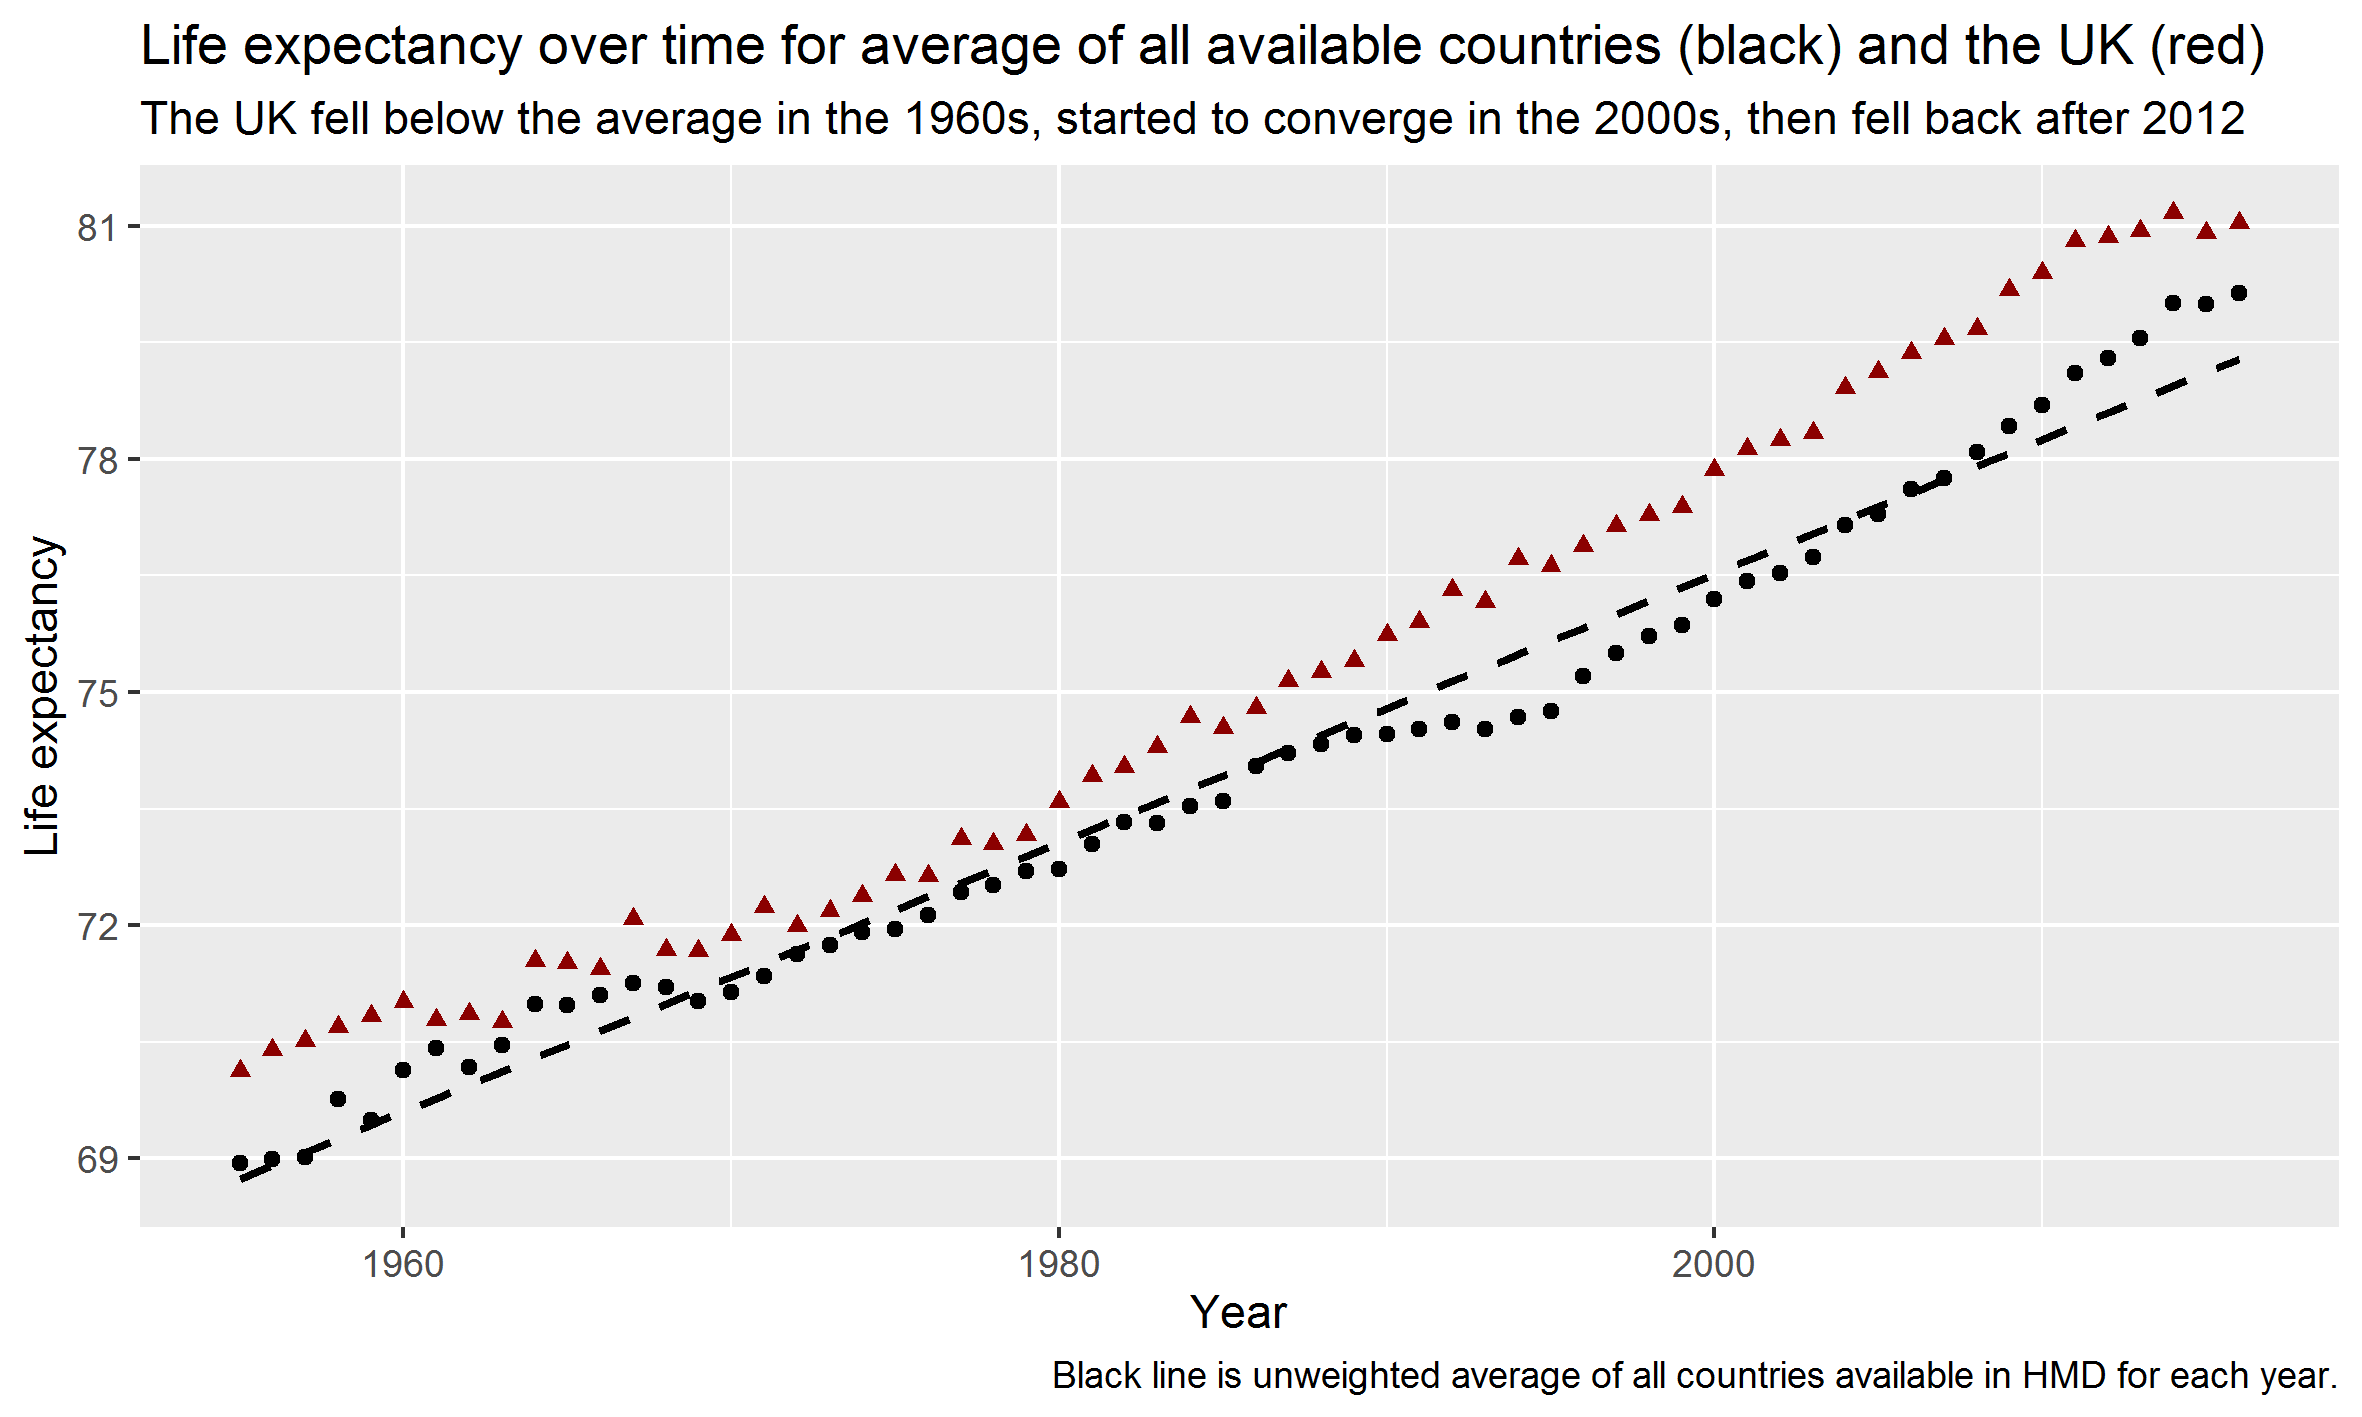 Life expectancy over time for average of all available countries (black) and the UK (red)
The UK fell below the average in the 1960s, started to converge in the 2000s, then fell back after 2012
81
78
75
72
69
Life expectancy
1960 1980 2000
Year
Black line is unweighted average of all countries available in HMD for each year.